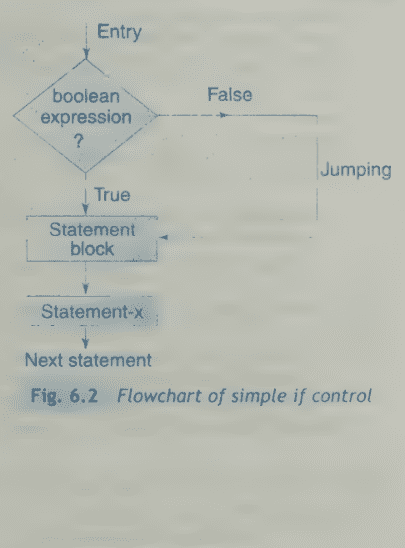 Entry
boolean
expression
?
False
Jumping
True
Statement
block
Statement-x
Next statement
Fig. 6.2 Flowchart of simple if control